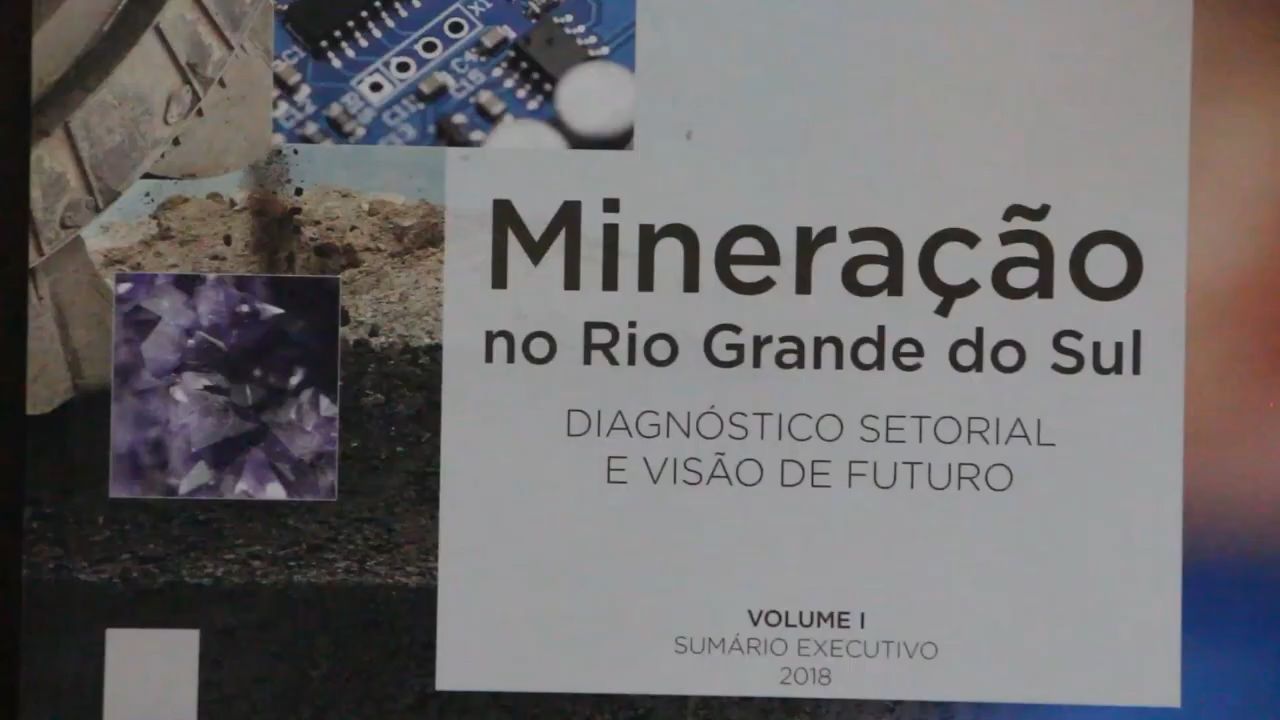 Mineração
no Rio Grande do Sul
DIAGNÓSTICO SETORIAL
E VISÃO DE FUTURO
VOLUME I
SUMÁRIO EXECUTIVO
2018